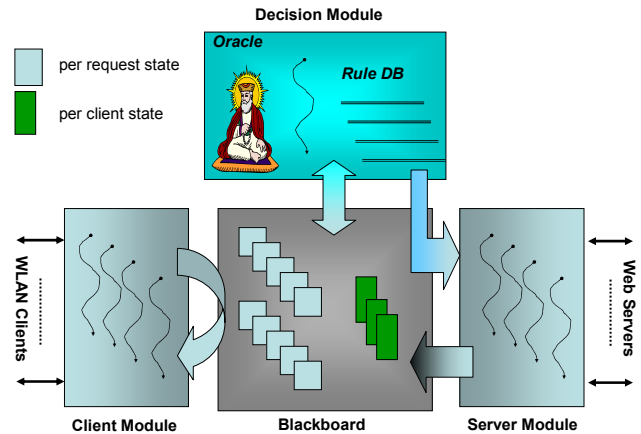 Decision Module
Oracle
Rule DB
per request state
per client state
WLAN Clients
Web Servers
Client Module
Blackboard
Server Module